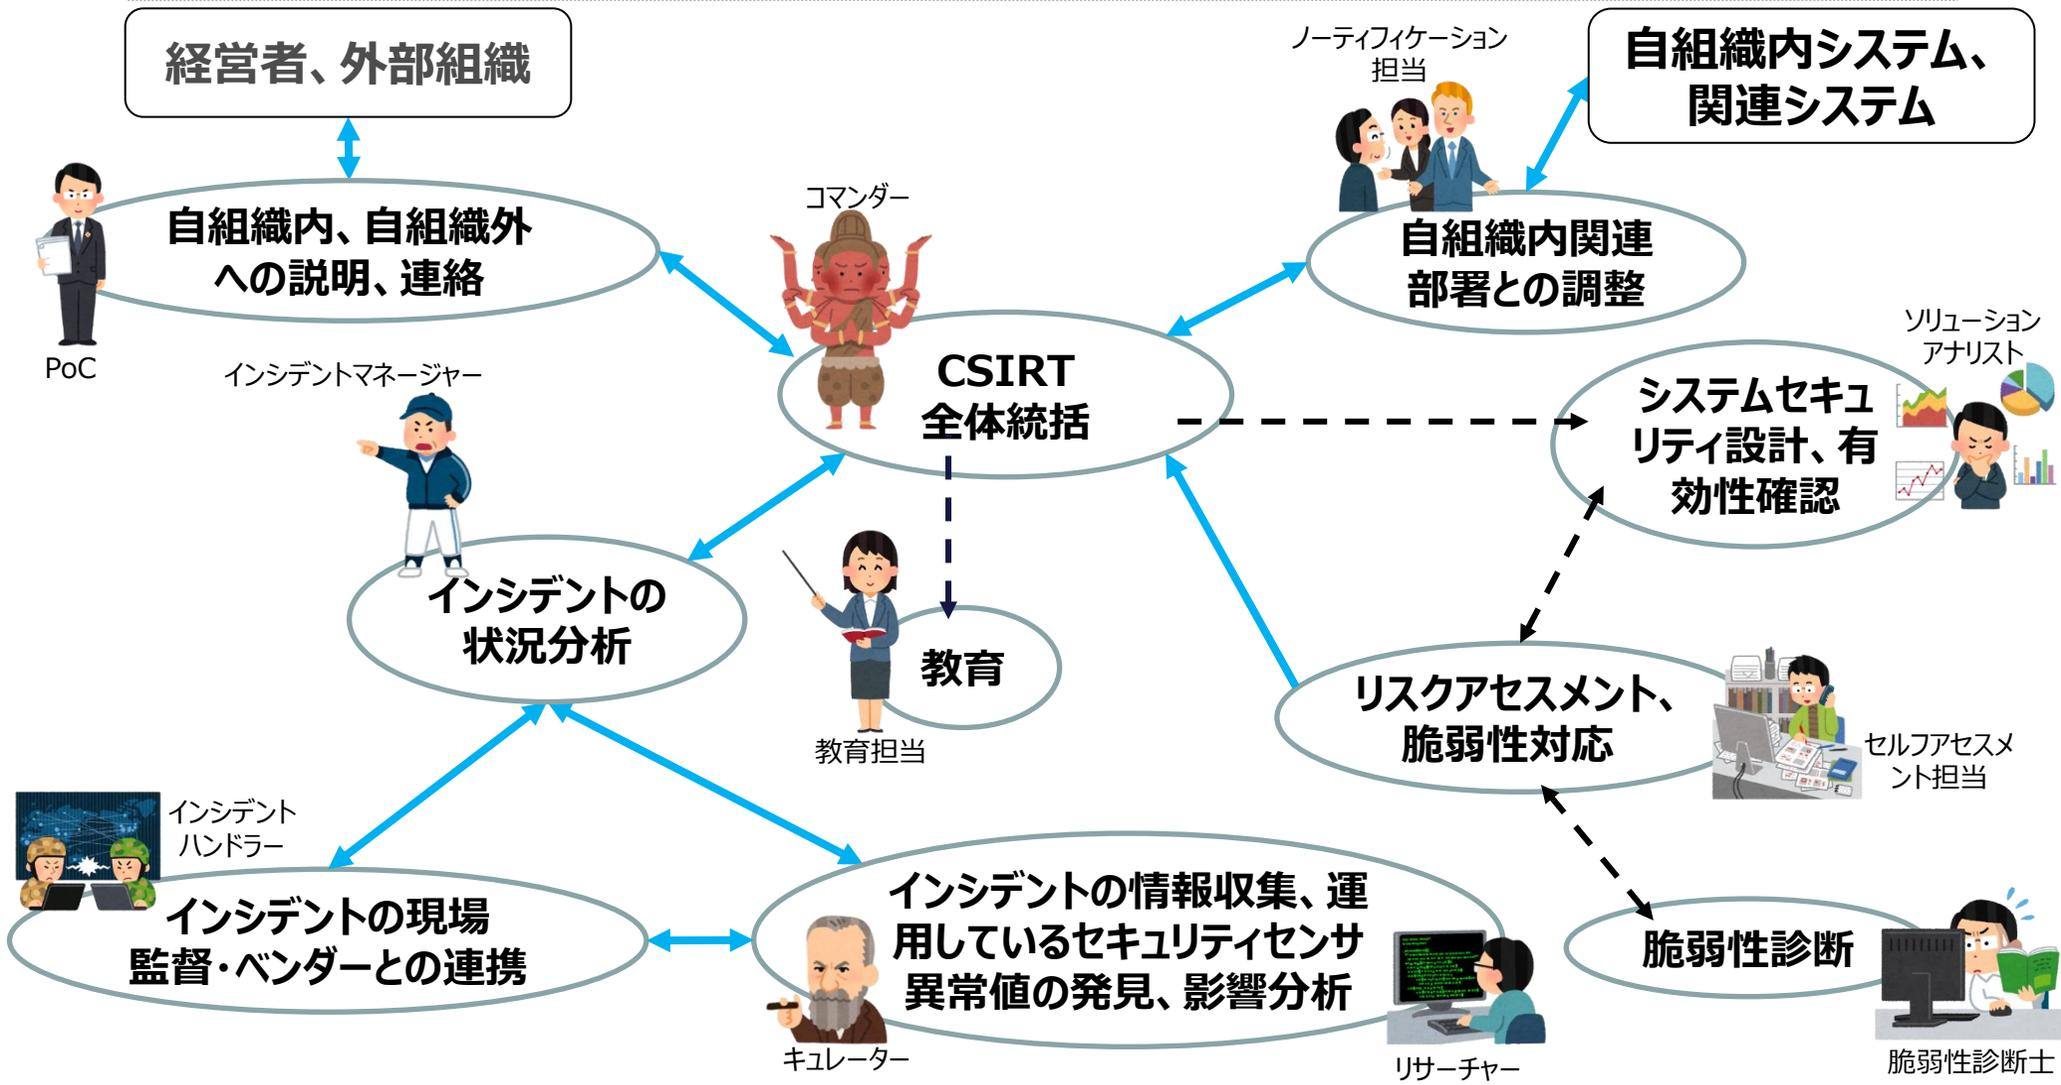 経営者、外部組織
ノーティフィケーション
担当
自組織内システム、
関連システム
コマンダー
自組織内、自組織外
への説明、連絡
PoC
自組織内関連
部署との調整
インシデントマネージャー
CSIRT
全体統括
ソリューション
アナリスト
システムセキュ
リティ設計、有
効性確認
インシデントの
状況分析
教育
教育担当
リスクアセスメント、
脆弱性対応
セルフアセスメ
ント担当
インシデント
ハンドラー
インシデントの現場
監督・ベンダーとの連携
インシデントの情報収集、運
用しているセキュリティセンサ
異常値の発見、影響分析
キュレーター
リサーチャー
脆弱性診断
脆弱性診断士